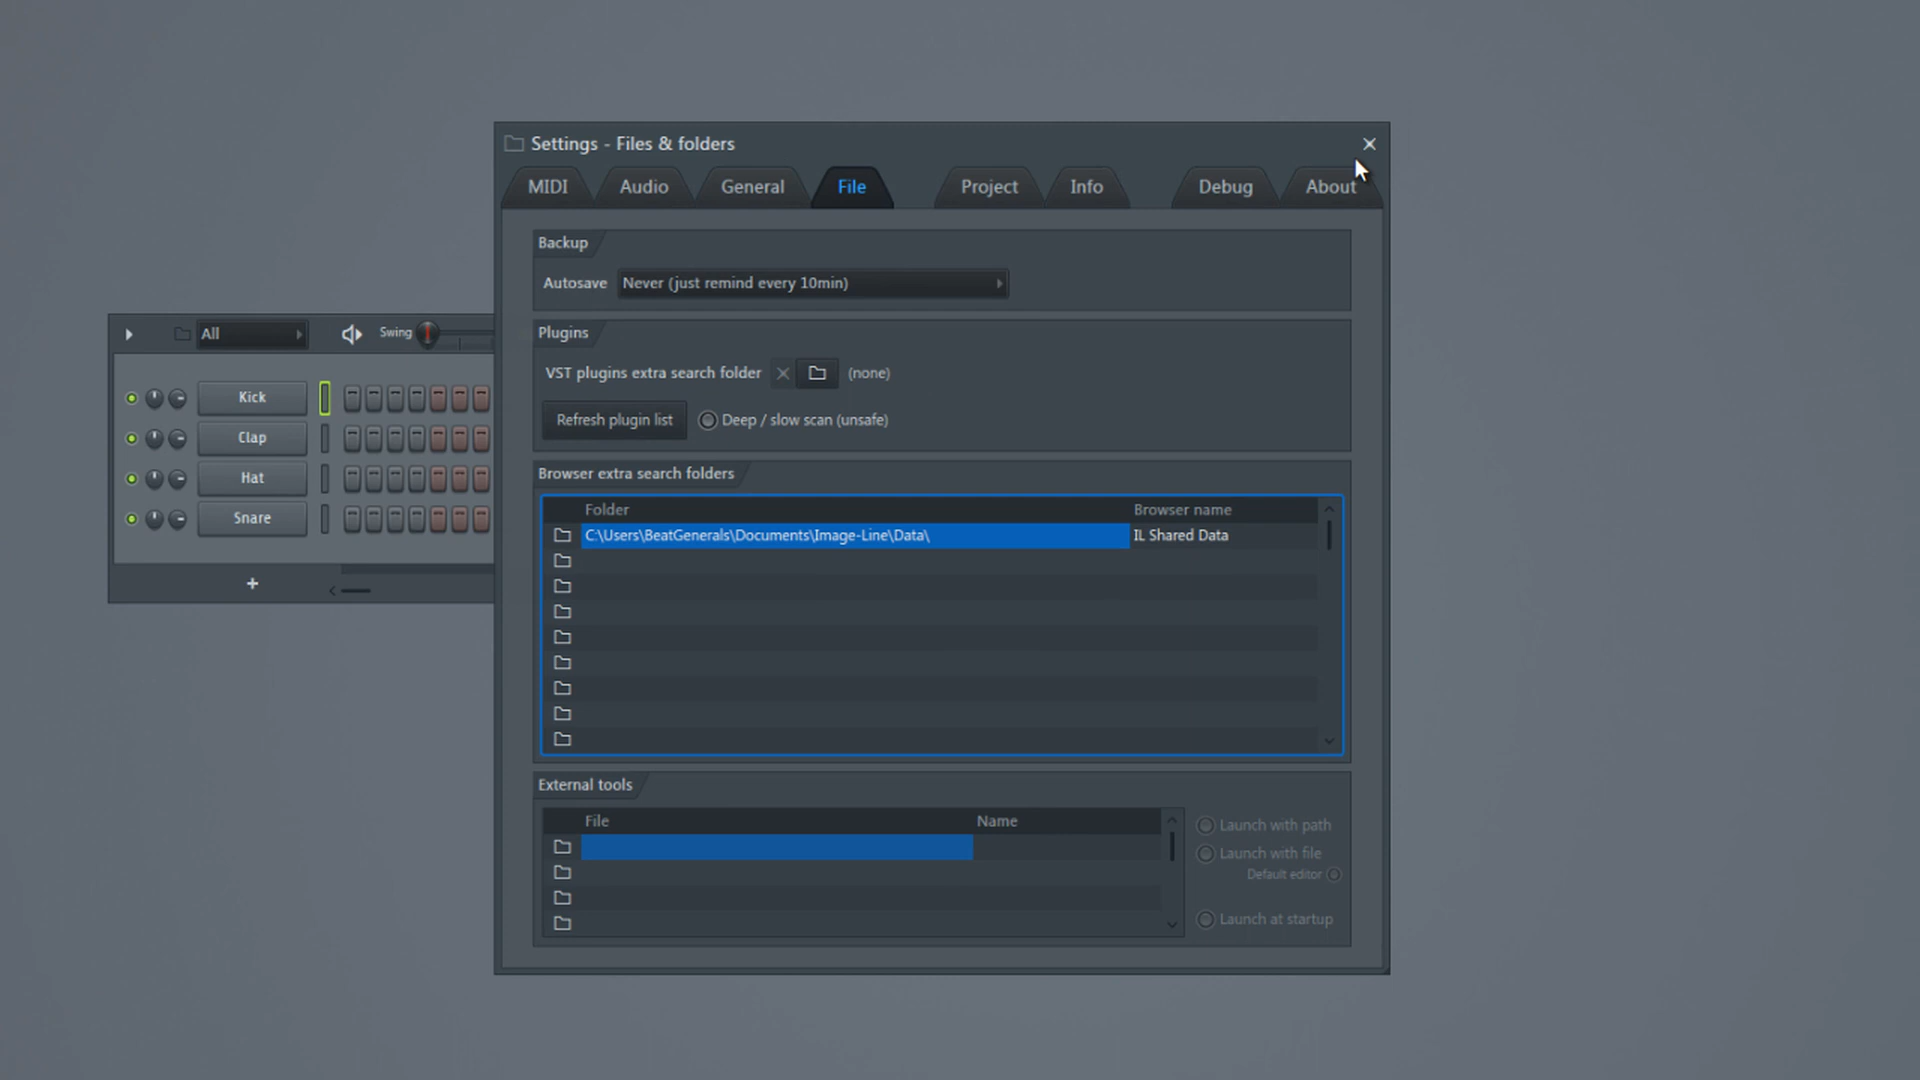 Settings - Files & folders
MIDI Audio General File Project Info Debug About
Backup
Autosave Never (just remind every 10min)
Plugins
VST plugins extra search folder (none)
Refresh plugin list Deep / slow scan (unsafe)
Browser extra search folders
Folder Browser name
C:\Users\BeatGenerals\Documents\Image-Line\Data\ IL Shared Data
External tools
File Name
Launch with path
Launch with file
Default editor
Launch at startup
All Swing
Kick
Clap
Hat
Snare
+